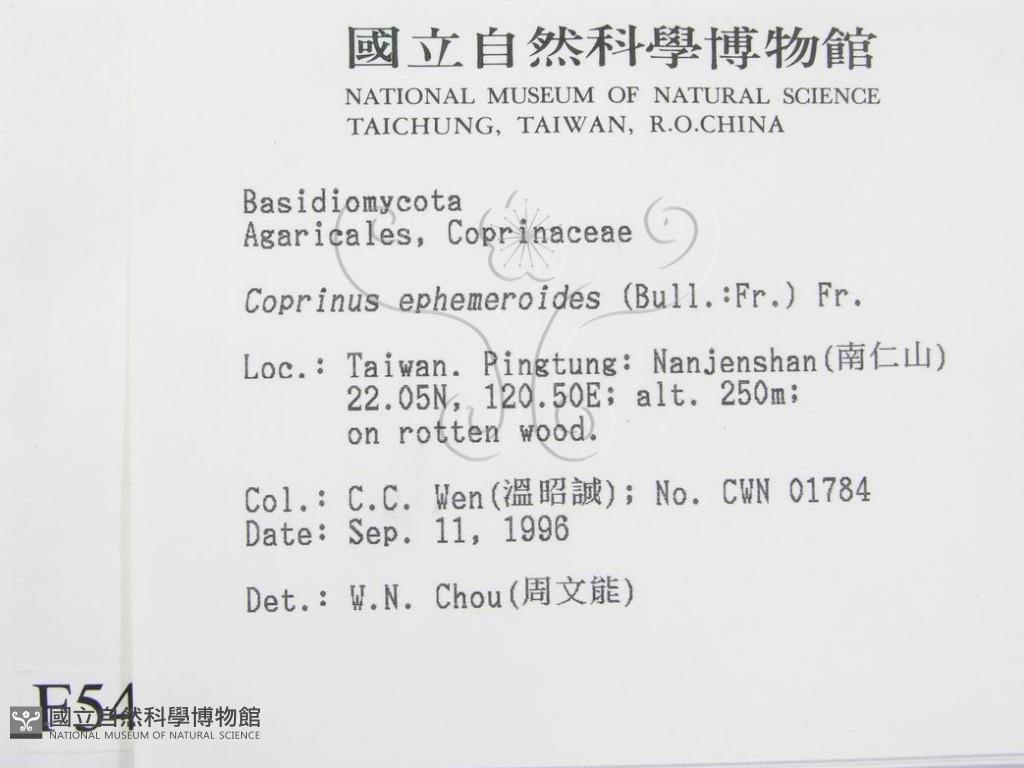 國立自然科學博物館
NATIONAL MUSEUM OF NATURAL SCIENCE
TAICHUNG, TAIWAN, R.O.CHINA
Basidiomycota
Agaricales, Coprinaceae
Coprinus ephemeroides (Bull.:Fr.) Fr.
Loc.: Taiwan. Pingtung: Nanjenshan(南仁山)
22.05N, 120.50E; alt. 250m;
on rotten wood.
Col.: C.C. Wen(溫昭誠); No. CWN 01784
Date: Sep. 11, 1996
Det.: W.N. Chou(周文能)
F54
國立自然科學博物館
NATIONAL MUSEUM OF NATURAL SCIENCE